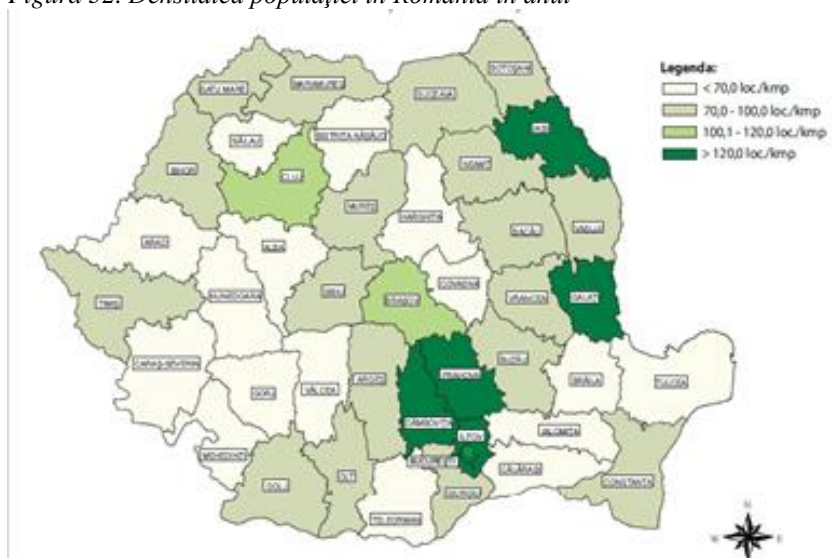 Figura 32. Densitatea populaţiei în România în anul
Legenda:
< 70,0 loc./kmp
70,0 - 100,0 loc./kmp
100,1 - 120,0 loc./kmp
> 120,0 loc./kmp
BOTOŞANI
SATU MARE
MARAMUREŞ
SUCEAVA
IAŞI
SĂLAJ
BISTRIŢA-NĂSĂUD
NEAMŢ
BIHOR
CLUJ
MUREŞ
HARGHITA
BACĂU
VASLUI
ARAD
ALBA
TIMIŞ
HUNEDOARA
SIBIU
BRAŞOV
COVASNA
VRANCEA
GALAŢI
CARAŞ-SEVERIN
GORJ
VÂLCEA
ARGEŞ
PRAHOVA
BUZĂU
BRĂILA
TULCEA
DÂMBOVIŢA
ILFOV
IALOMIŢA
MEHEDINŢI
BUCUREŞTI
CĂLĂRAŞI
CONSTANŢA
DOLJ
OLT
GIURGIU
TELEORMAN
N
W
E